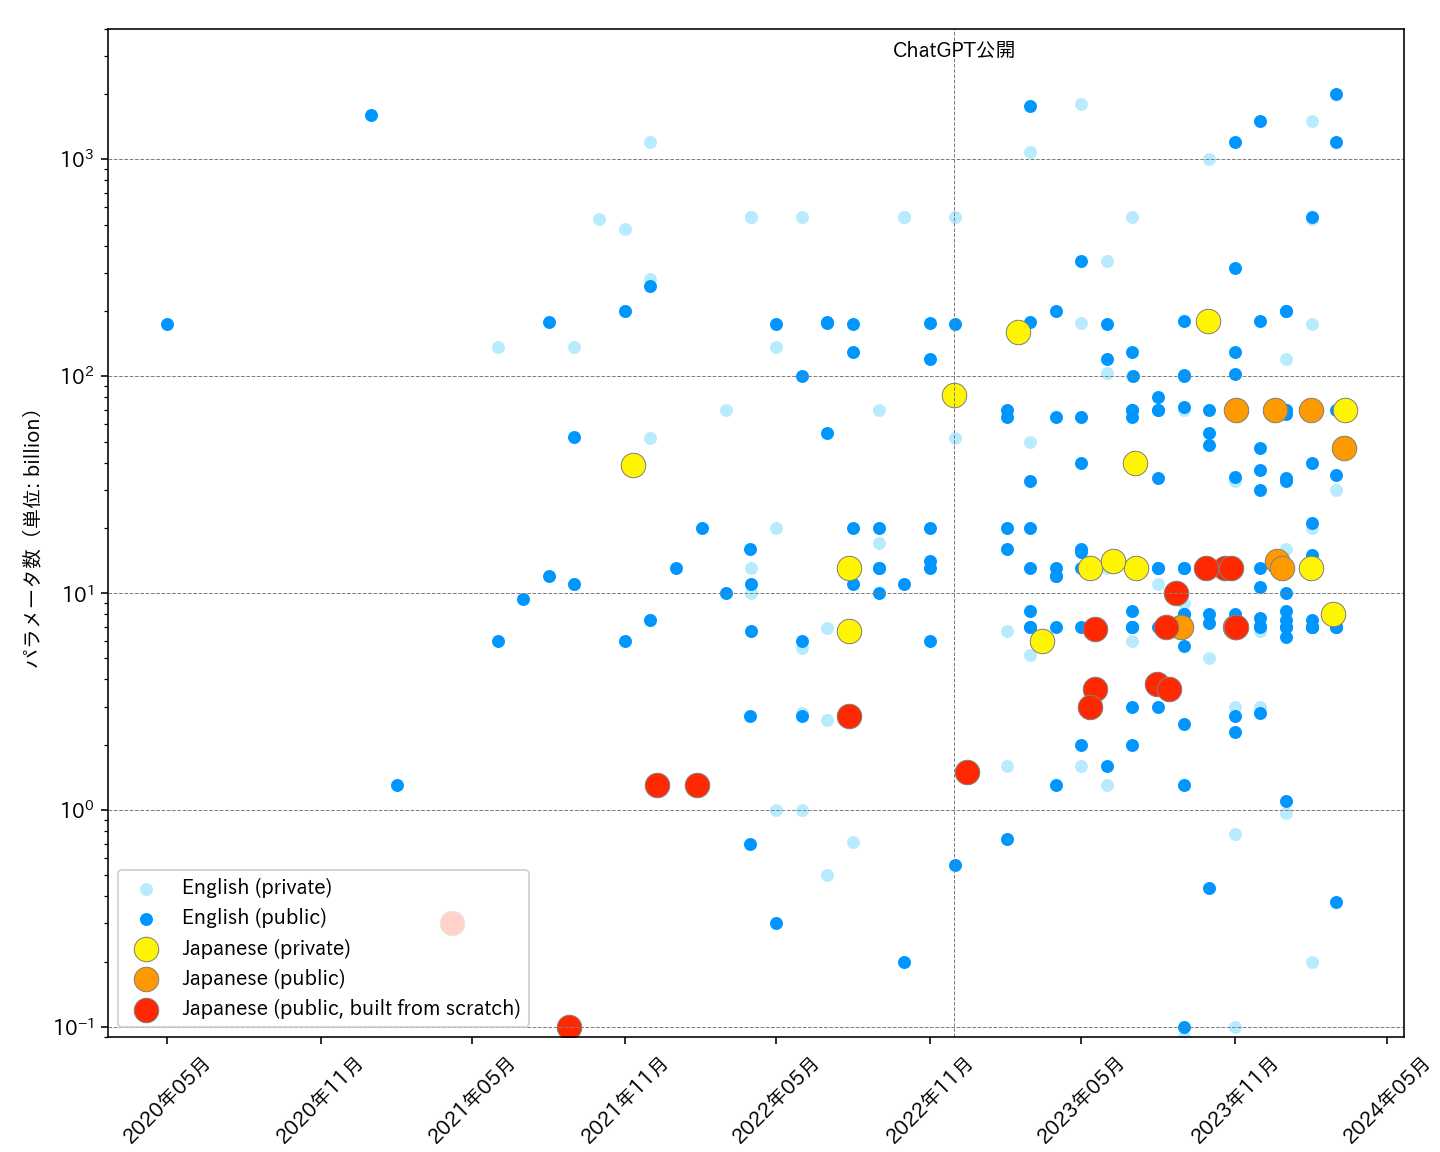 ChatGPT公開
パラメータ数（単位: billion）
10³
10²
10¹
10⁰
10⁻¹
English (private)
English (public)
Japanese (private)
Japanese (public)
Japanese (public, built from scratch)
2020年05月
2020年11月
2021年05月
2021年11月
2022年05月
2022年11月
2023年05月
2023年11月
2024年05月